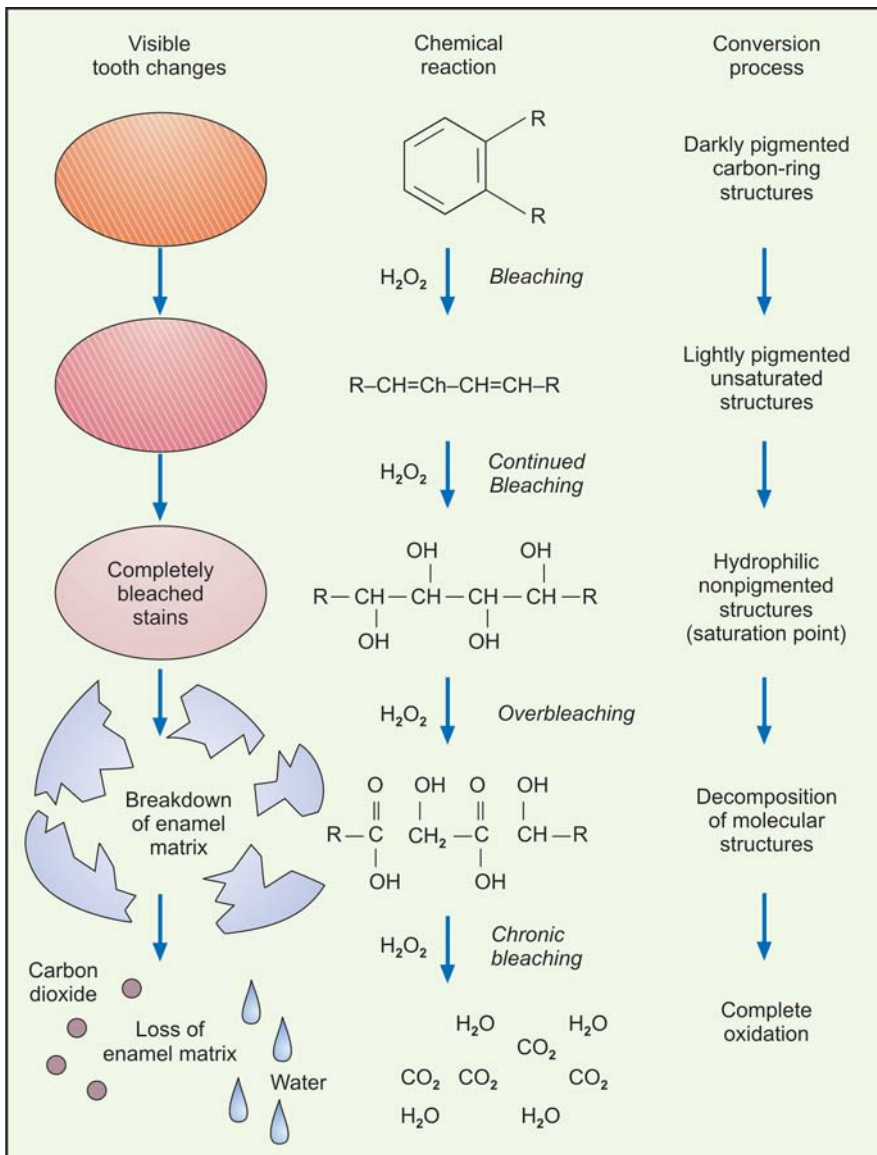 Visible
tooth changes
Chemical
reaction
Conversion
process
R
R
Darkly pigmented
carbon-ring
structures
H₂O₂ Bleaching
R–CH=Ch–CH=CH–R
Lightly pigmented
unsaturated
structures
H₂O₂ Continued
Bleaching
Completely
bleached
stains
OH OH
R–CH–CH–CH–CH–R
OH OH
Hydrophilic
nonpigmented
structures
(saturation point)
H₂O₂ Overbleaching
Breakdown
of enamel
matrix
O OH O OH
R–C CH₂–C CH–R
OH OH
Decomposition
of molecular
structures
H₂O₂ Chronic
bleaching
Carbon
dioxide
Loss of
enamel matrix
Water
H₂O H₂O
CO₂
CO₂ CO₂ CO₂
H₂O H₂O
Complete
oxidation